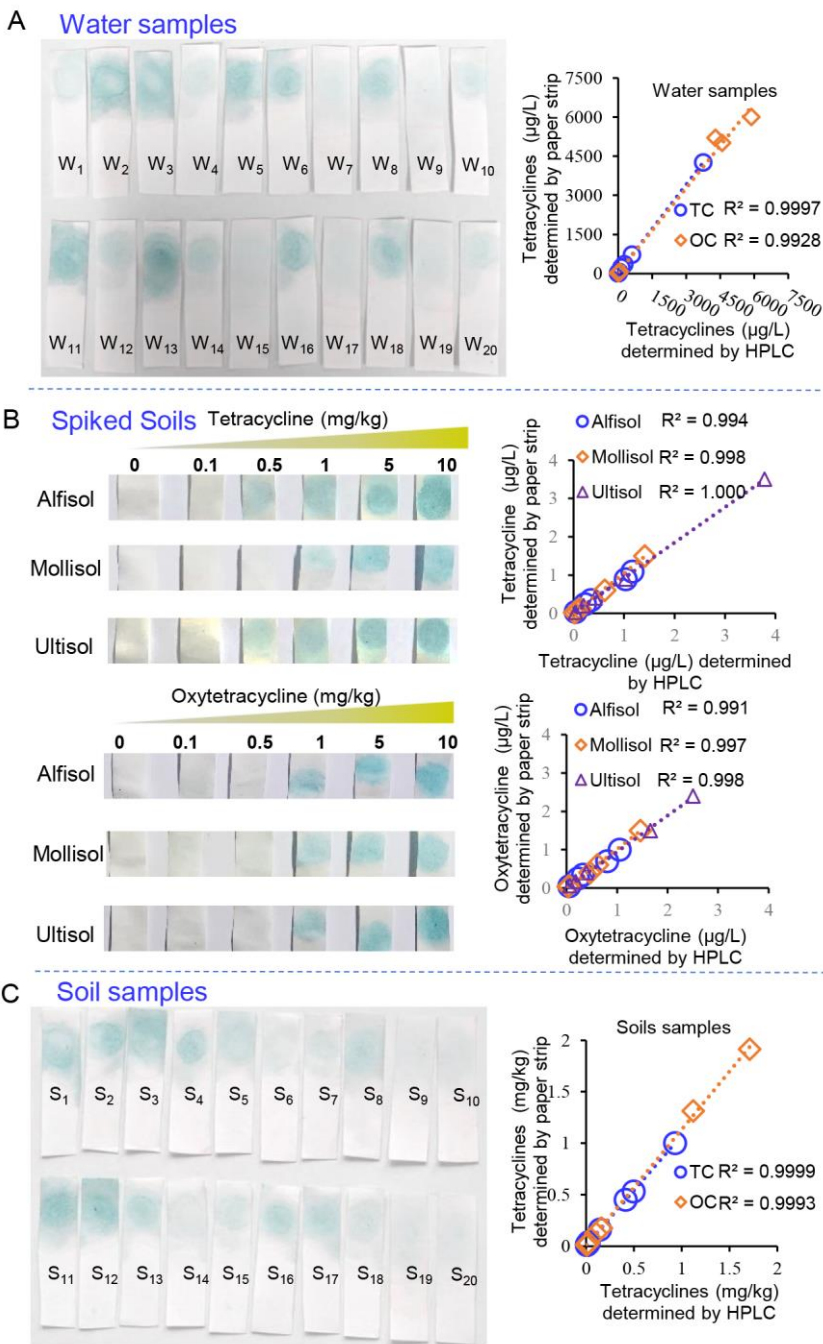 A Water samples
W1 W2 W3 W4 W5 W6 W7 W8 W9 W10
W11 W12 W13 W14 W15 W16 W17 W18 W19 W20
Tetracyclines (µg/L)
determined by paper strip
7500
6000
4500
3000
1500
0
Water samples
TC R² = 0.9997
OC R² = 0.9928
0 1500 3000 4500 6000 7500
Tetracyclines (µg/L)
determined by HPLC
B Spiked Soils
Tetracycline (mg/kg)
0 0.1 0.5 1 5 10
Alfisol
Mollisol
Ultisol
Tetracycline (µg/L)
determined by paper strip
Alfisol R² = 0.994
Mollisol R² = 0.998
Ultisol R² = 1.000
4
3
2
1
0
0 1 2 3 4
Tetracycline (µg/L) determined
by HPLC
Oxytetracycline (mg/kg)
0 0.1 0.5 1 5 10
Alfisol
Mollisol
Ultisol
Oxytetracycline (µg/L)
determined by paper strip
Alfisol R² = 0.991
Mollisol R² = 0.997
Ultisol R² = 0.998
4
3
2
1
0
0 1 2 3 4
Oxytetracycline (µg/L)
determined by HPLC
C Soil samples
S1 S2 S3 S4 S5 S6 S7 S8 S9 S10
S11 S12 S13 S14 S15 S16 S17 S18 S19 S20
Tetracyclines (mg/kg)
determined by paper strip
2
1.5
1
0.5
0
Soils samples
TC R² = 0.9999
OC R² = 0.9993
0 0.5 1 1.5 2
Tetracyclines (mg/kg)
determined by HPLC